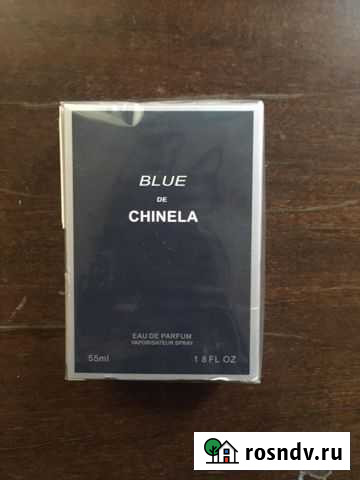 BLUE
DE
CHINELA
EAU DE PARFUM
VAPORISATEUR SPRAY
55ml 1 8 FL OZ
rosndv.ru